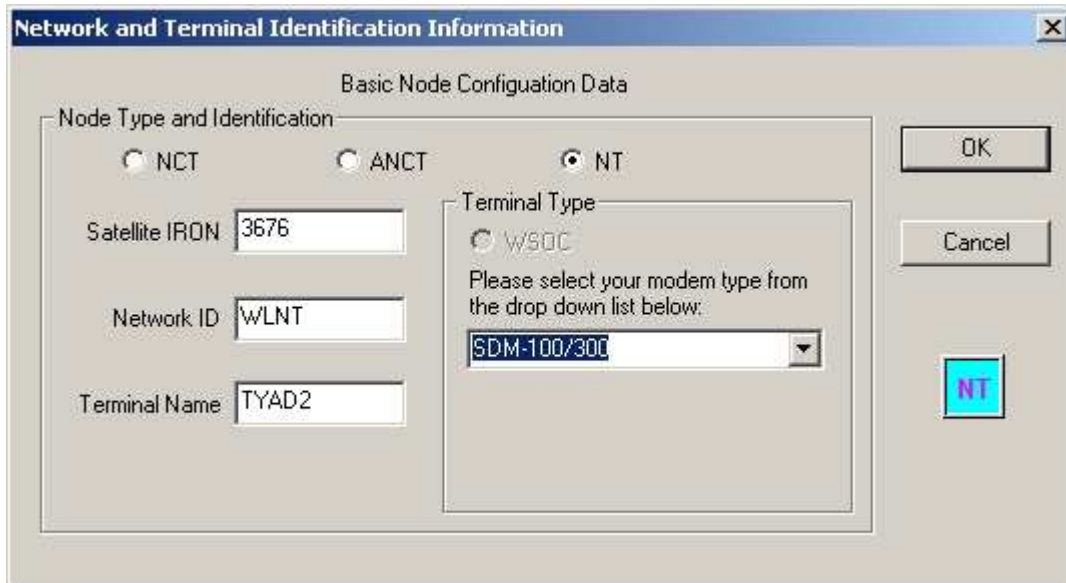 Network and Terminal Identification Information
Basic Node Configuation Data
Node Type and Identification
NCT
ANCT
NT
Satellite IRON
3676
Network ID
WLNT
Terminal Name
TYAD2
Terminal Type
WSOC
Please select your modem type from
the drop down list below:
SDM-100/300
OK
Cancel
NT